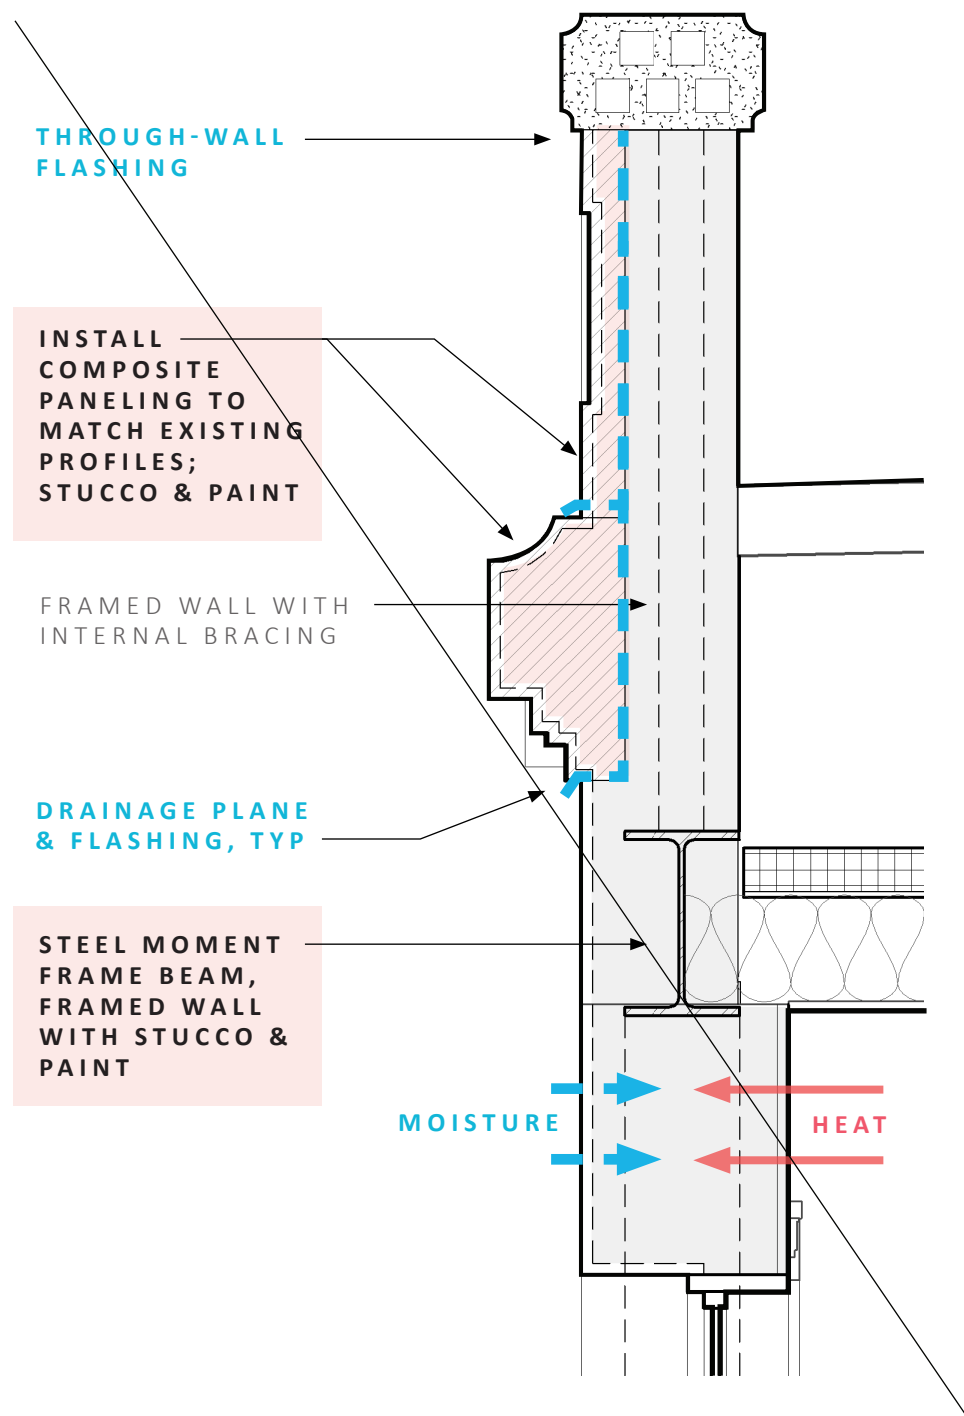 THROUGH-WALL
FLASHING
INSTALL
COMPOSITE
PANELING TO
MATCH EXISTING
PROFILES;
STUCCO & PAINT
FRAMED WALL WITH
INTERNAL BRACING
DRAINAGE PLANE
& FLASHING, TYP
STEEL MOMENT
FRAME BEAM,
FRAMED WALL
WITH STUCCO &
PAINT
MOISTURE
HEAT